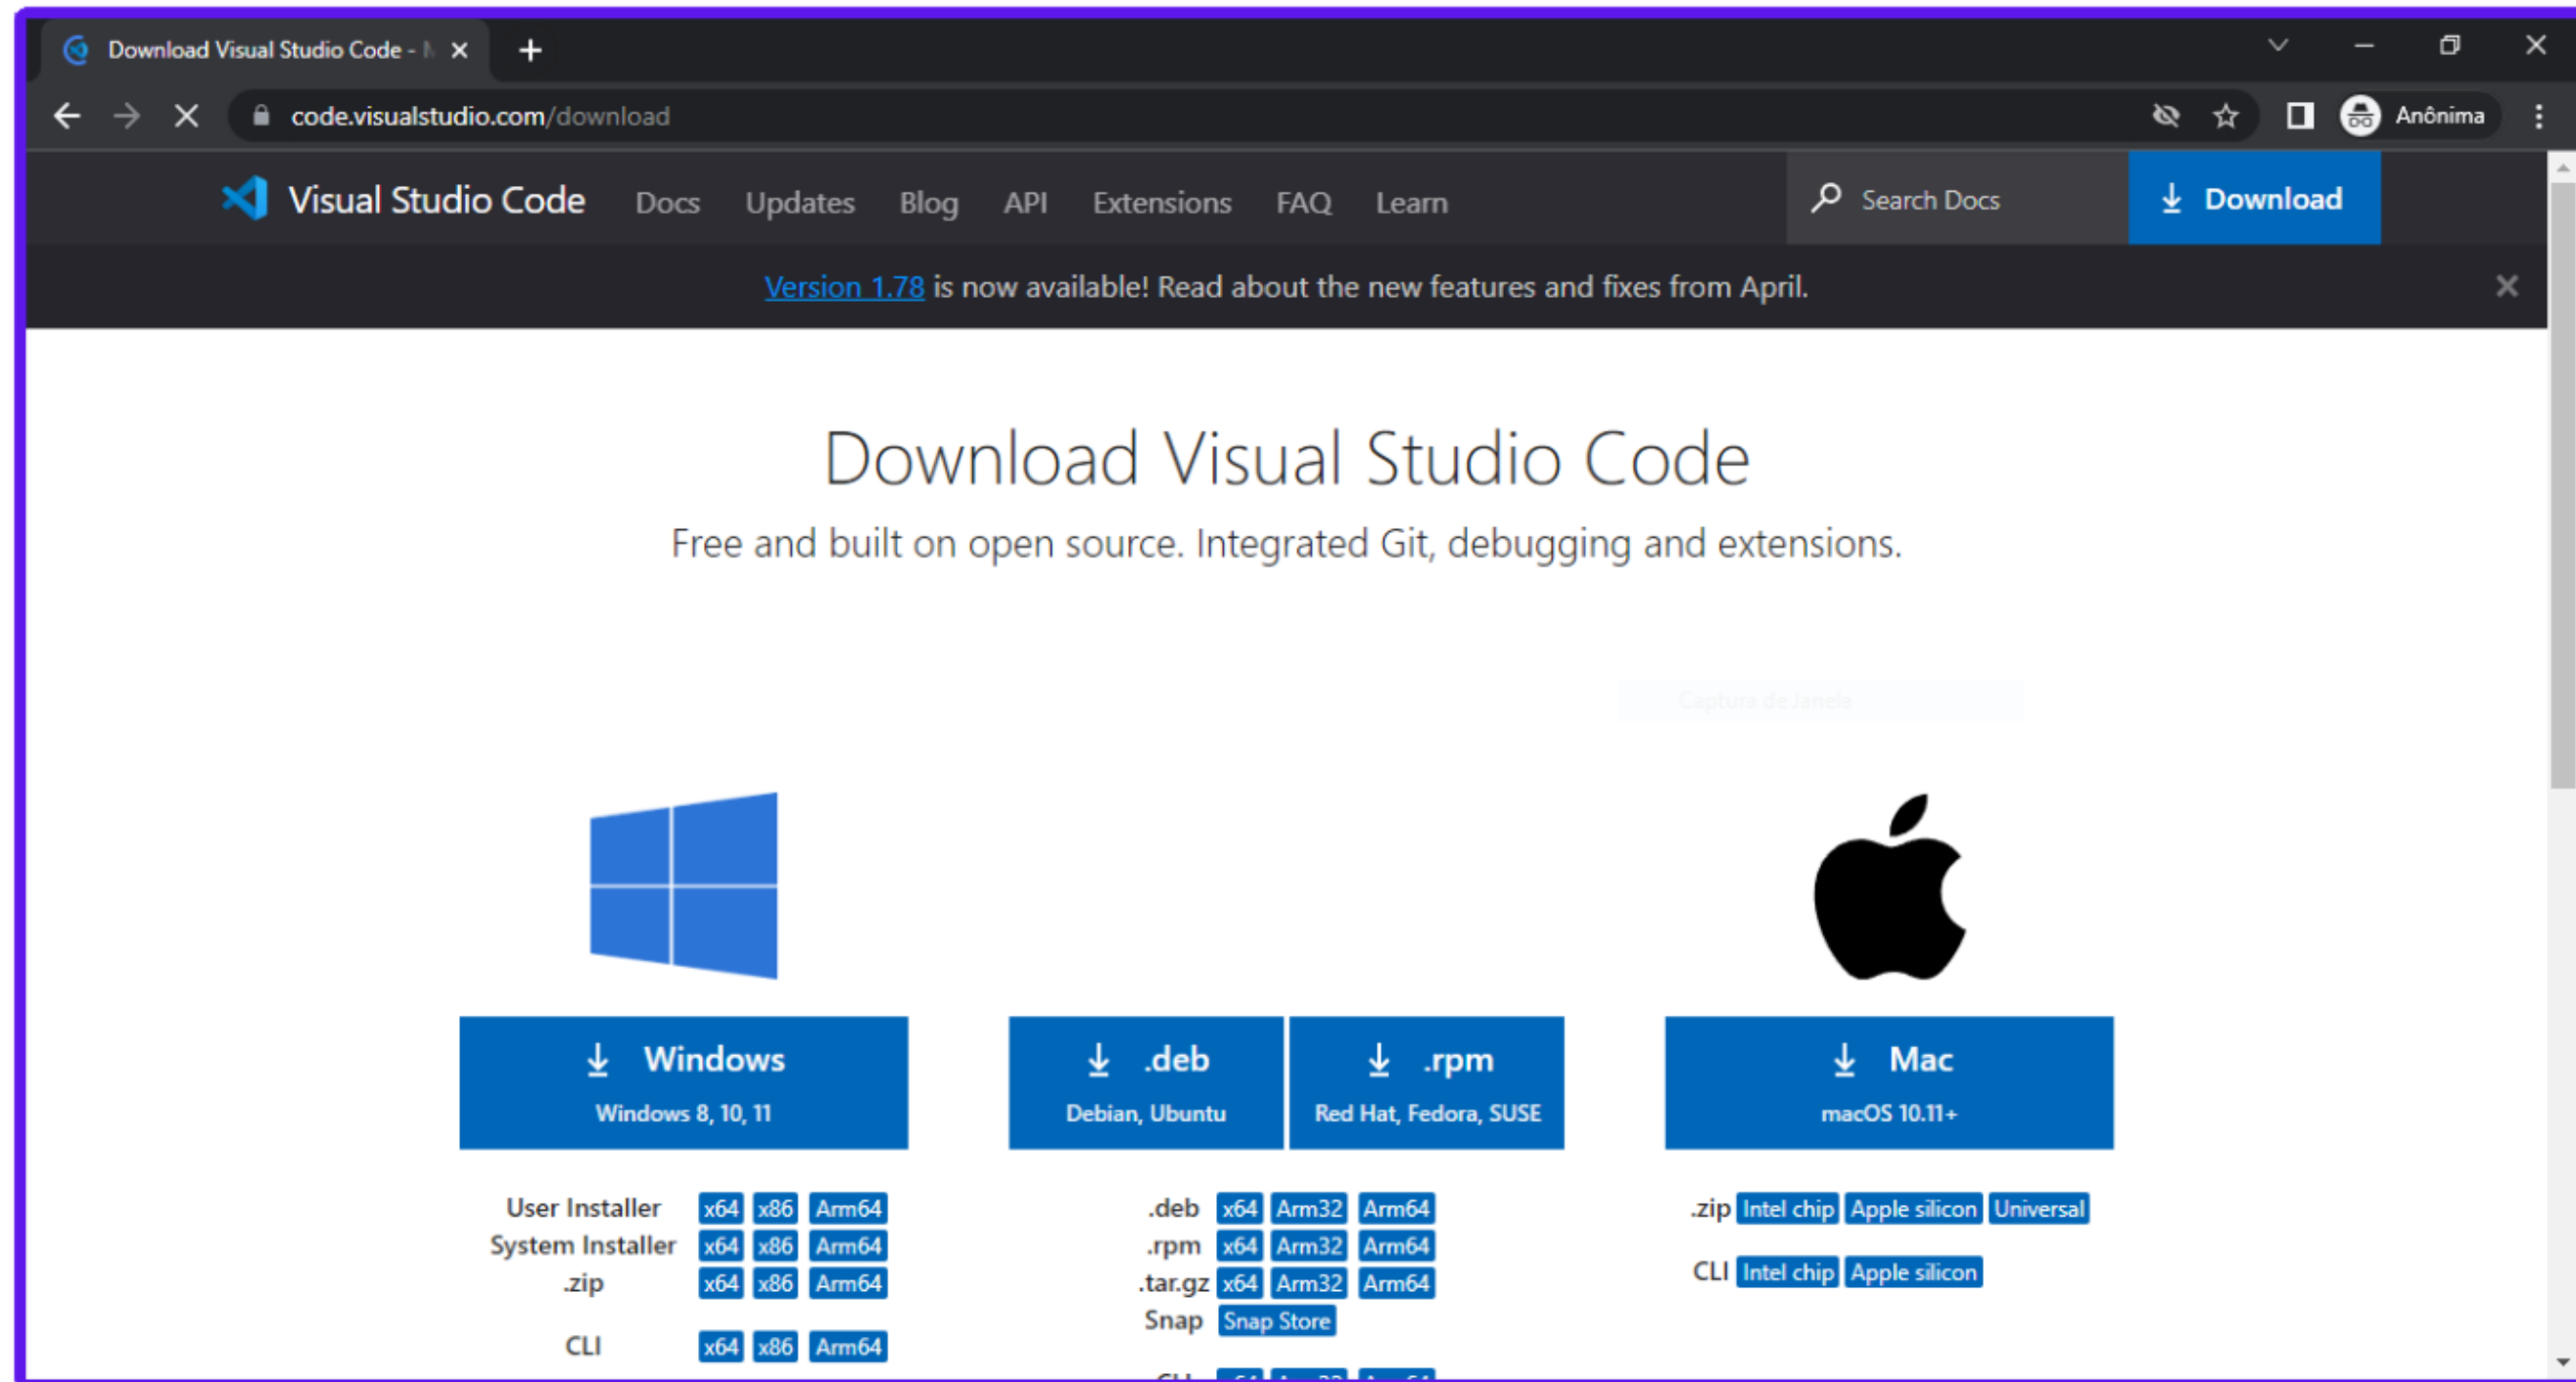 Download Visual Studio Code -
code.visualstudio.com/download
Anônima
Visual Studio Code Docs Updates Blog API Extensions FAQ Learn Search Docs Download
Version 1.78 is now available! Read about the new features and fixes from April.
Download Visual Studio Code
Free and built on open source. Integrated Git, debugging and extensions.
Captura de Janela
Windows
Windows 8, 10, 11
User Installer x64 x86 Arm64
System Installer x64 x86 Arm64
.zip x64 x86 Arm64
CLI x64 x86 Arm64
.deb
Debian, Ubuntu
.rpm
Red Hat, Fedora, SUSE
.deb x64 Arm32 Arm64
.rpm x64 Arm32 Arm64
.tar.gz x64 Arm32 Arm64
Snap Snap Store
Mac
macOS 10.11+
.zip Intel chip Apple silicon Universal
CLI Intel chip Apple silicon